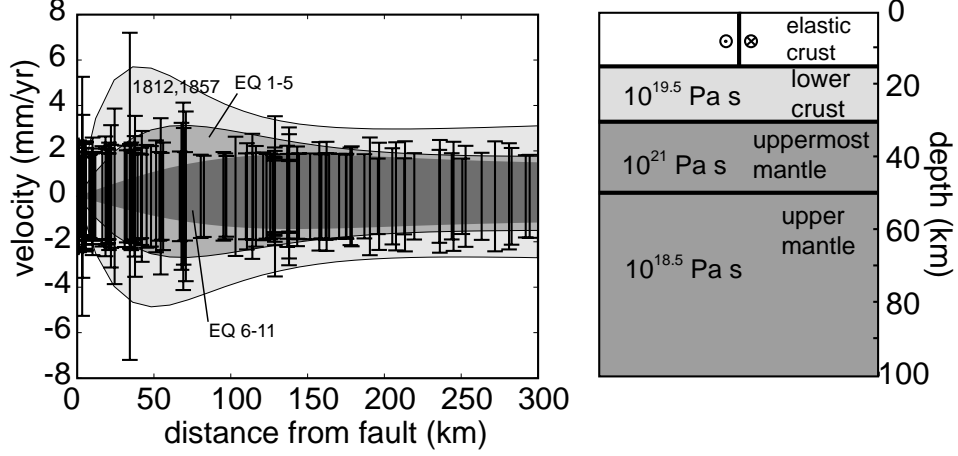 8
6
4
2
0
-2
-4
-6
-8
velocity (mm/yr)
1812,1857
EQ 1-5
EQ 6-11
0
50
100
150
200
250
300
distance from fault (km)
elastic
crust
lower
crust
10^19.5 Pa s
uppermost
mantle
10^21 Pa s
upper
mantle
10^18.5 Pa s
0
20
40
60
80
100
depth (km)